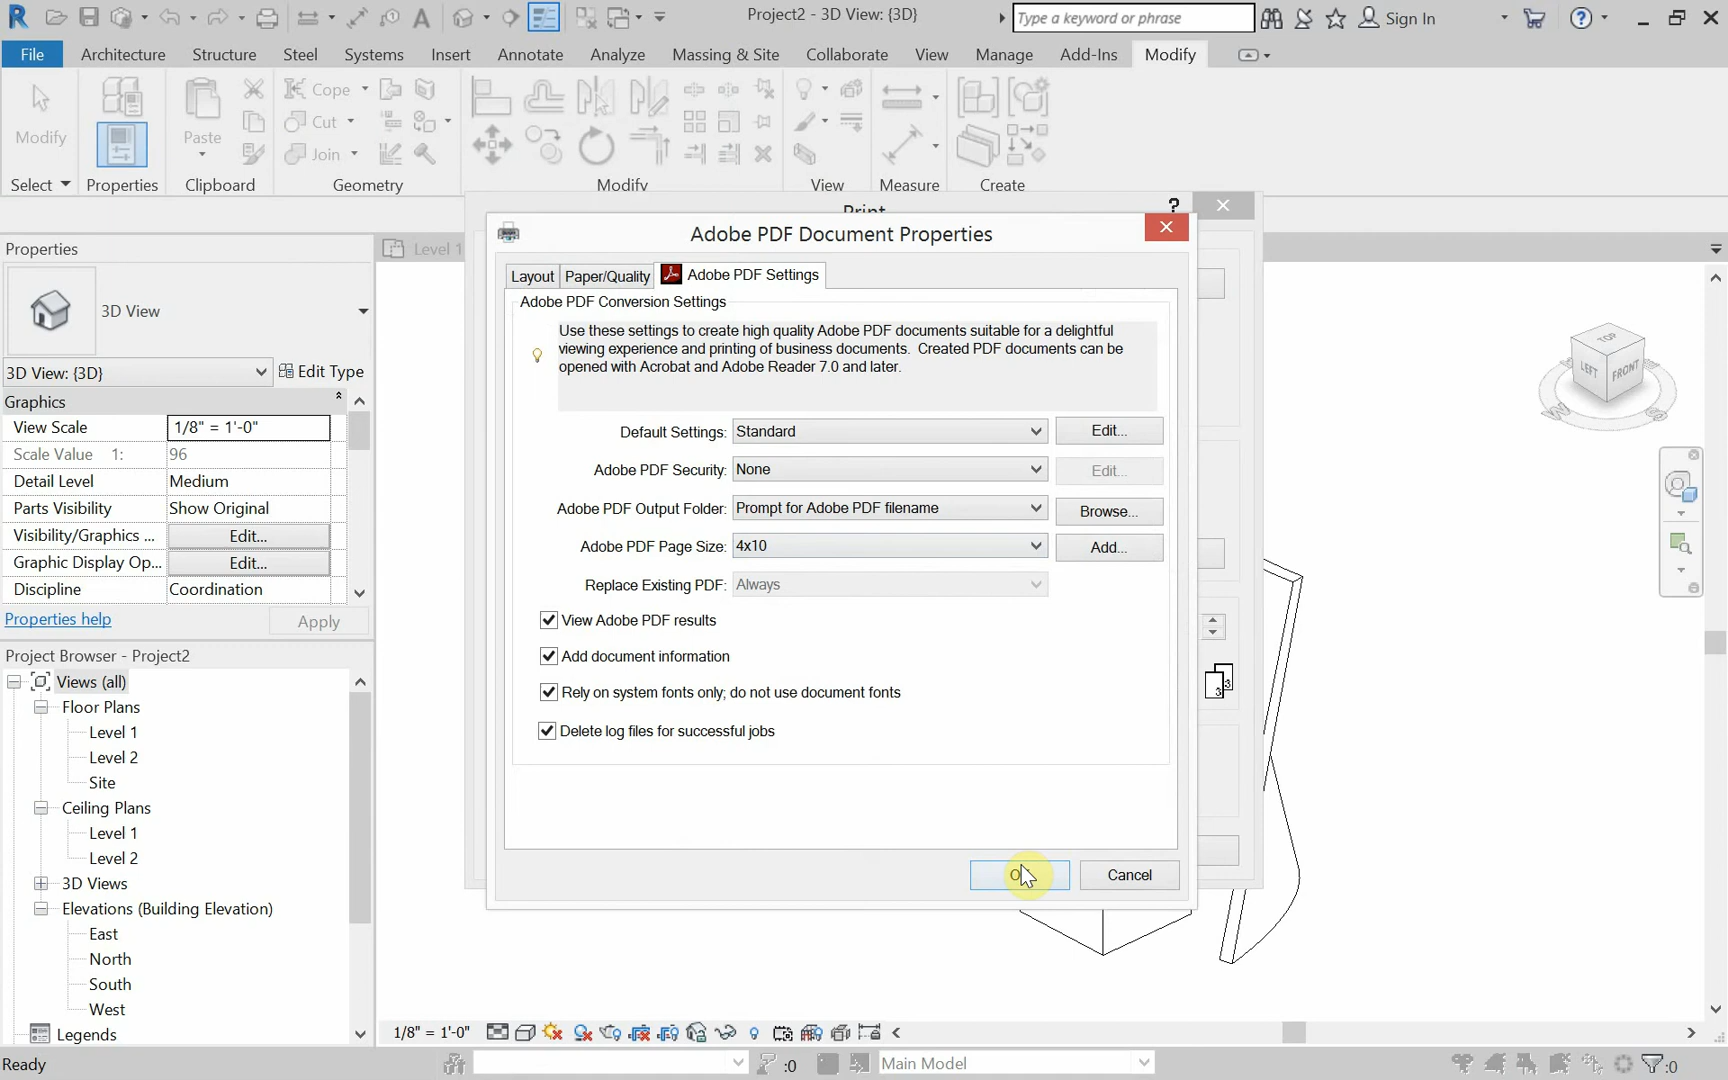 Project2 - 3D View: {3D}
Type a keyword or phrase
Sign In
File
Architecture
Structure
Steel
Systems
Insert
Annotate
Analyze
Massing & Site
Collaborate
View
Manage
Add-Ins
Modify
Modify
Paste
Cope
Cut
Join
Select
Properties
Clipboard
Geometry
Modify
View
Measure
Create
Print
Properties
3D View
3D View: {3D}
Edit Type
Graphics
View Scale
1/8" = 1'-0"
Scale Value 1:
96
Detail Level
Medium
Parts Visibility
Show Original
Visibility/Graphics ...
Edit...
Graphic Display Op...
Edit...
Discipline
Coordination
Properties help
Apply
Project Browser - Project2
Views (all)
Floor Plans
Level 1
Level 2
Site
Ceiling Plans
Level 1
Level 2
3D Views
Elevations (Building Elevation)
East
North
South
West
Legends
Level 1
Adobe PDF Document Properties
Layout
Paper/Quality
Adobe PDF Settings
Adobe PDF Conversion Settings
Use these settings to create high quality Adobe PDF documents suitable for a delightful
viewing experience and printing of business documents. Created PDF documents can be
opened with Acrobat and Adobe Reader 7.0 and later.
Default Settings:
Standard
Edit...
Adobe PDF Security:
None
Edit...
Adobe PDF Output Folder:
Prompt for Adobe PDF filename
Browse...
Adobe PDF Page Size:
4x10
Add...
Replace Existing PDF:
Always
View Adobe PDF results
Add document information
Rely on system fonts only; do not use document fonts
Delete log files for successful jobs
Cancel
TOP
LEFT
FRONT
W
S
3
3
1/8" = 1'-0"
Ready
:0
Main Model
:0